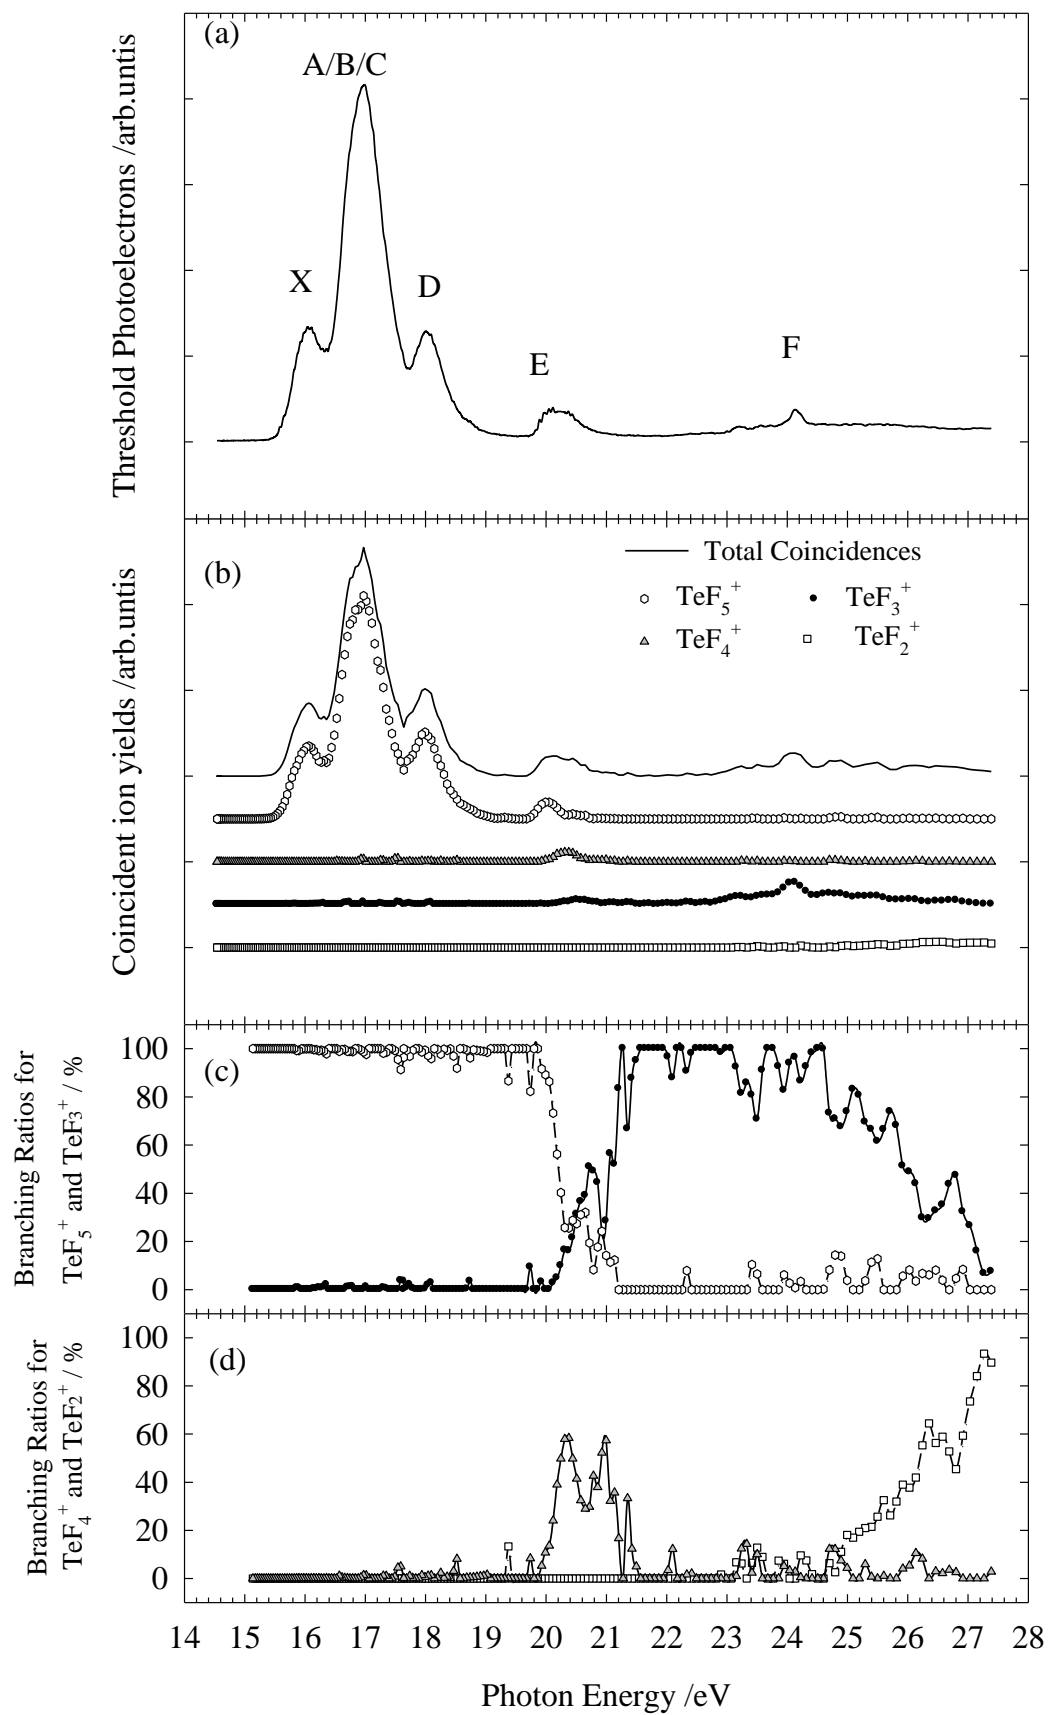 (a)
A/B/C
X
D
E
F
Threshold Photoelectrons /arb.untis
(b)
Total Coincidences
TeF₅⁺
TeF₃⁺
TeF₄⁺
TeF₂⁺
Coincident ion yields /arb.untis
(c)
100
80
60
40
20
0
Branching Ratios for
TeF₅⁺ and TeF₃⁺ / %
(d)
100
80
60
40
20
0
Branching Ratios for
TeF₄⁺ and TeF₂⁺ / %
14 15 16 17 18 19 20 21 22 23 24 25 26 27 28
Photon Energy /eV